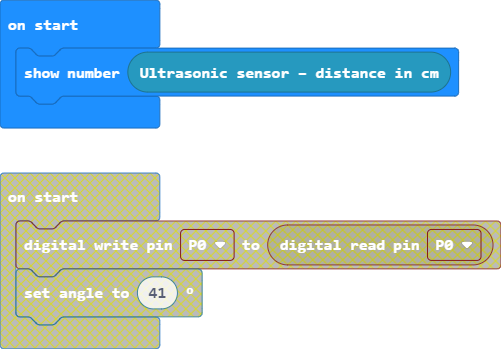 on start
show number Ultrasonic sensor – distance in cm
on start
digital write pin P0 to digital read pin P0
set angle to 41 °